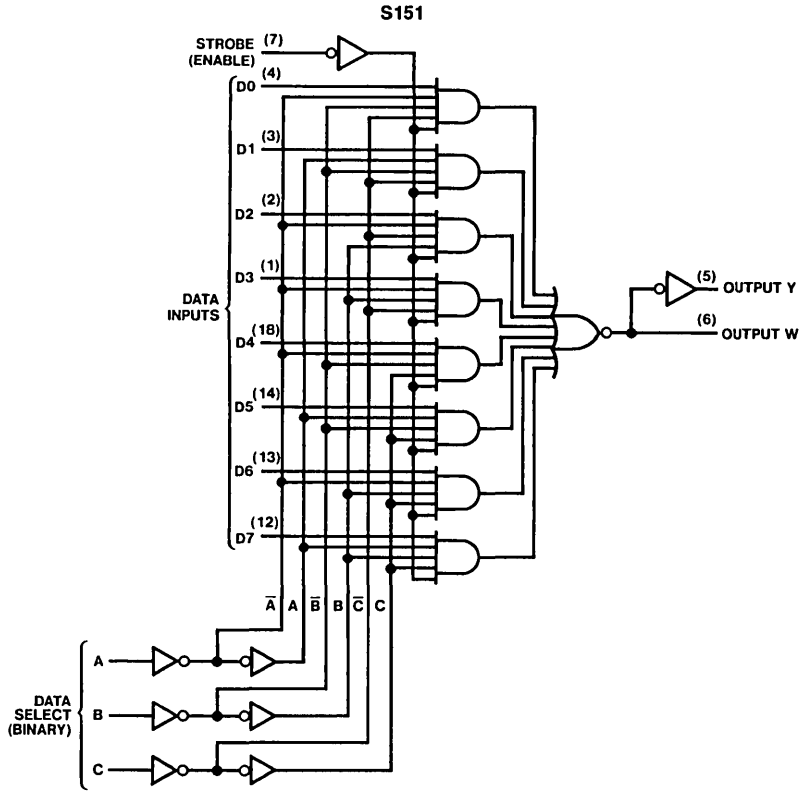 S151
STROBE (7)
(ENABLE)
D0 (4)
D1 (3)
D2 (2)
D3 (1)
DATA
INPUTS
D4 (18)
D5 (14)
D6 (13)
D7 (12)
(5) OUTPUT Y
(6) OUTPUT W
A̅ A B̅ B C̅ C
A
DATA
SELECT
(BINARY)
B
C